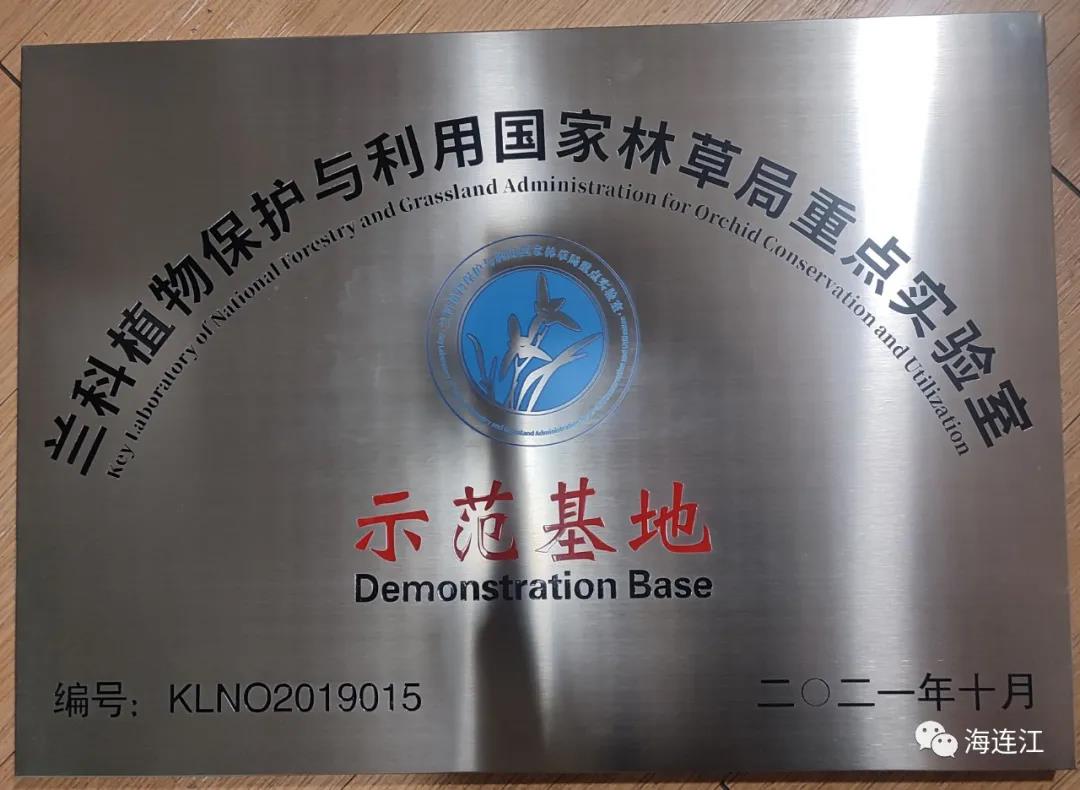 兰科植物保护与利用国家林草局重点实验室
Key Laboratory of National Forestry and Grassland Administration for Orchid Conservation and Utilization
示范基地
Demonstration Base
编号：KLNO2019015
二〇二一年十月
海连江